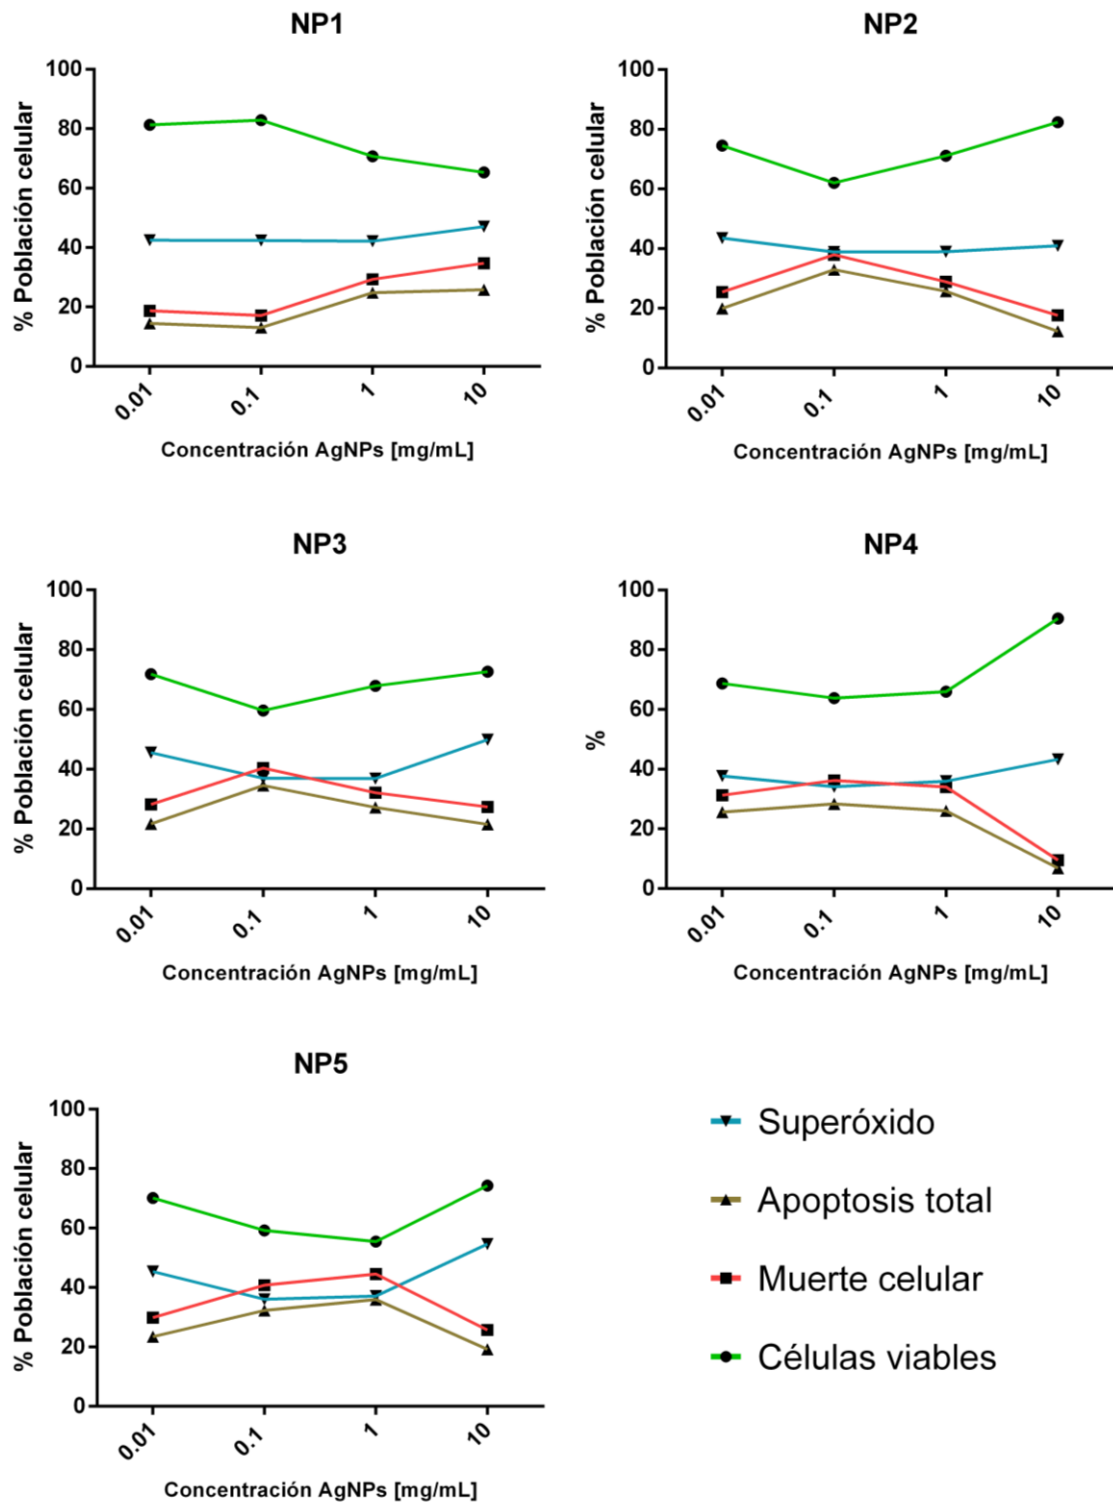 NP1
% Población celular
100
80
60
40
20
0
0.01 0.1 1 10
Concentración AgNPs [mg/mL]
NP2
% Población celular
100
80
60
40
20
0
0.01 0.1 1 10
Concentración AgNPs [mg/mL]
NP3
% Población celular
100
80
60
40
20
0
0.01 0.1 1 10
Concentración AgNPs [mg/mL]
NP4
%
100
80
60
40
20
0
0.01 0.1 1 10
Concentración AgNPs [mg/mL]
NP5
% Población celular
100
80
60
40
20
0
0.01 0.1 1 10
Concentración AgNPs [mg/mL]
Superóxido
Apoptosis total
Muerte celular
Células viables